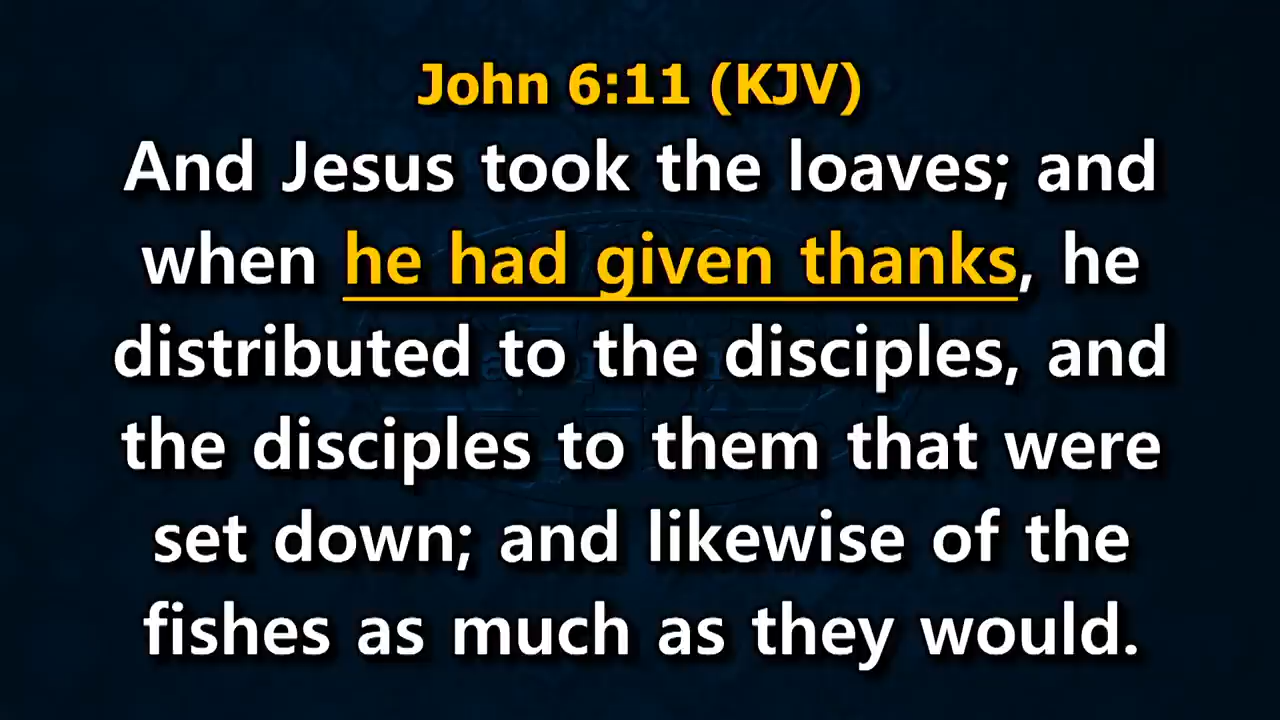 John 6:11 (KJV)
And Jesus took the loaves; and
when he had given thanks, he
distributed to the disciples, and
the disciples to them that were
set down; and likewise of the
fishes as much as they would.